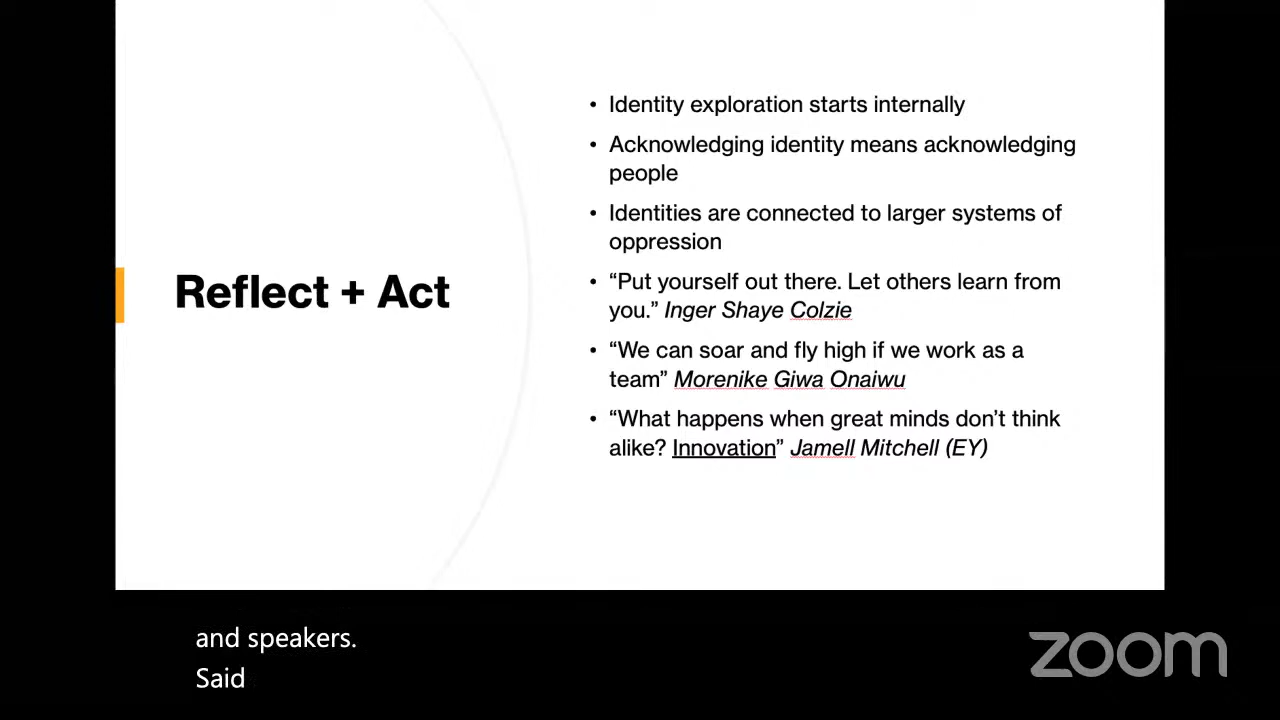 Reflect + Act
• Identity exploration starts internally
• Acknowledging identity means acknowledging
people
• Identities are connected to larger systems of
oppression
• “Put yourself out there. Let others learn from
you.” Inger Shaye Colzie
• “We can soar and fly high if we work as a
team” Morenike Giwa Onaiwu
• “What happens when great minds don’t think
alike? Innovation” Jamell Mitchell (EY)
and speakers.
Said
zoom